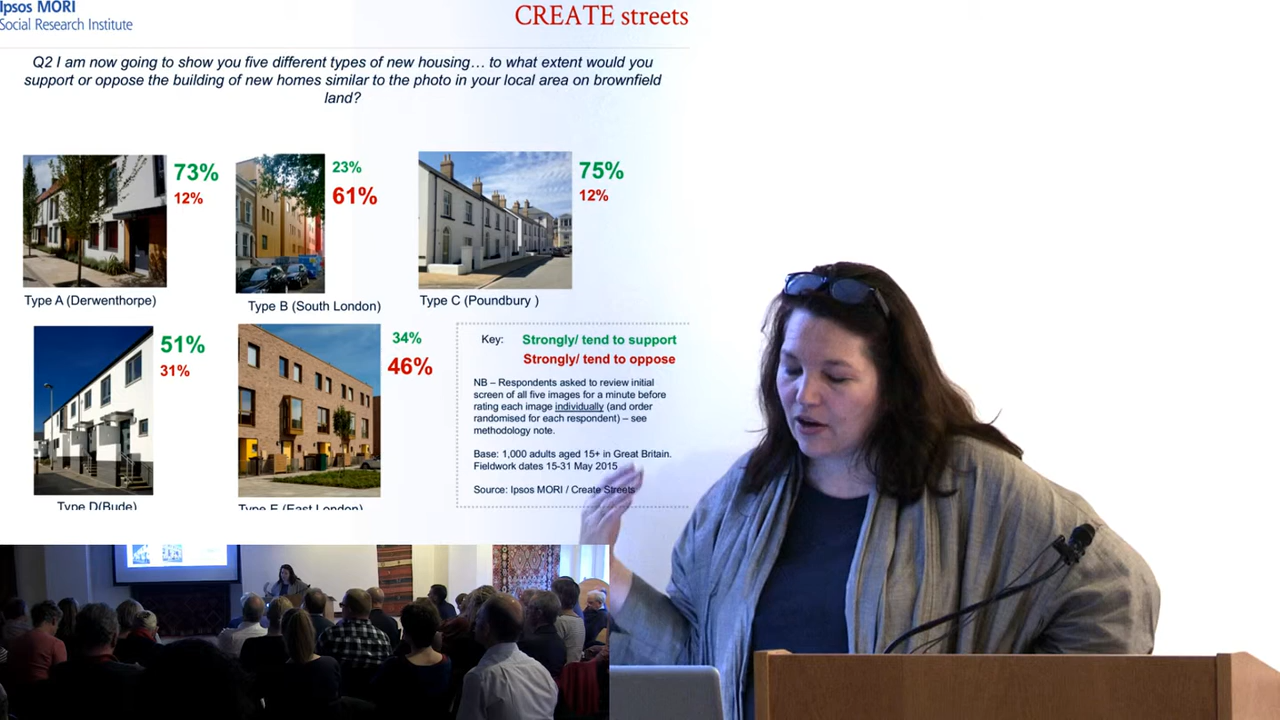 Ipsos MORI
Social Research Institute
CREATE streets
Q2 I am now going to show you five different types of new housing… to what extent would you
support or oppose the building of new homes similar to the photo in your local area on brownfield
land?
73%
12%
23%
61%
75%
12%
Type A (Derwenthorpe)
Type B (South London)
Type C (Poundbury )
51%
31%
34%
46%
Type D(Bude)
Type E (East London)
Key:
Strongly/ tend to support
Strongly/ tend to oppose
NB – Respondents asked to review initial
screen of all five images for a minute before
rating each image individually (and order
randomised for each respondent) – see
methodology note.
Base: 1,000 adults aged 15+ in Great Britain.
Fieldwork dates 15-31 May 2015
Source: Ipsos MORI / Create Streets